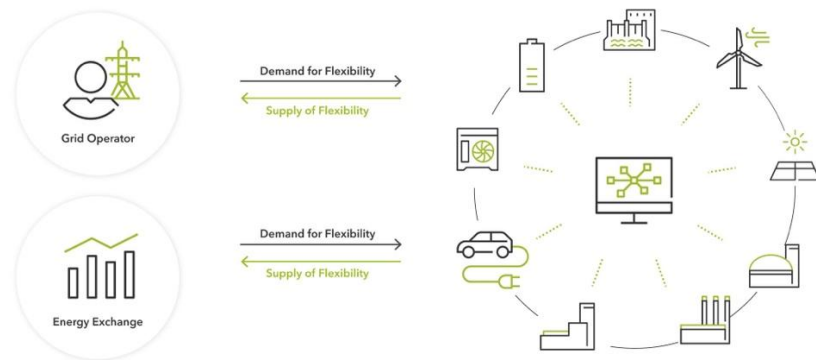 Demand for Flexibility
Supply of Flexibility
Grid Operator
Demand for Flexibility
Supply of Flexibility
Energy Exchange